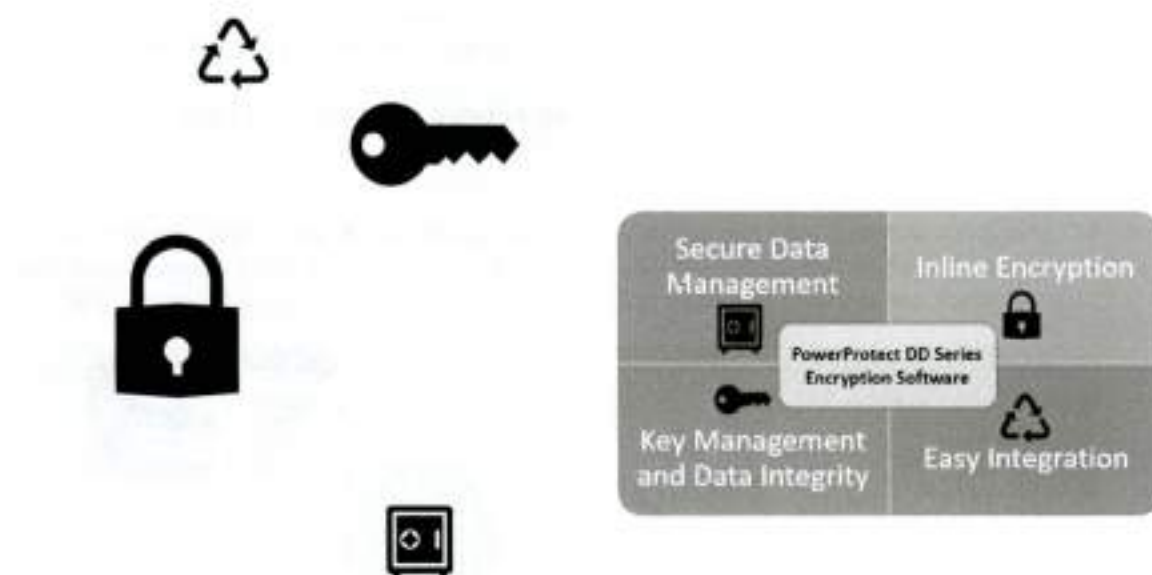 Secure Data
Management
Inline Encryption
PowerProtect DD Series
Encryption Software
Key Management
and Data Integrity
Easy Integration